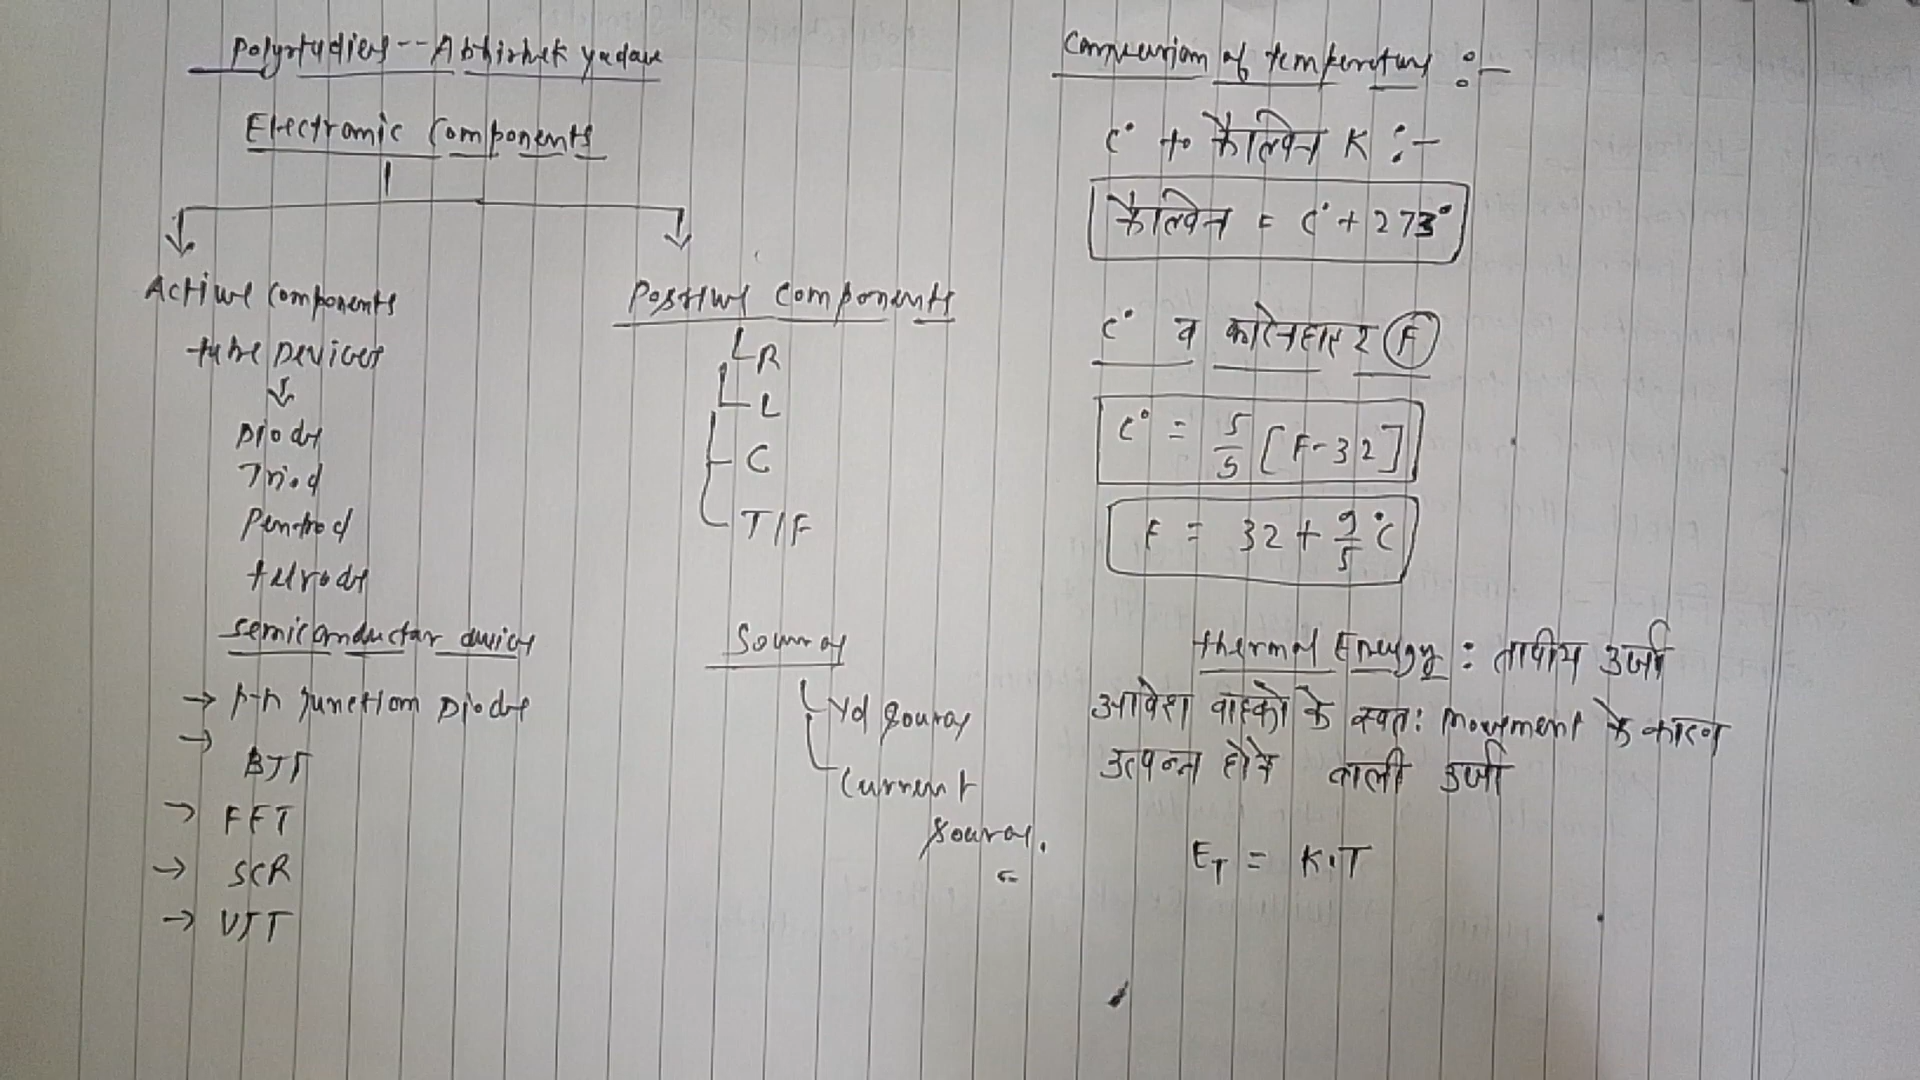 Polystudies -- Abhishek yadav
Electronic Components
Active Components
tube Devices
Diode
Triod
Pentrod
tetrode
semiconductor device
→ p-n junction Diode
→ BJT
→ FET
→ SCR
→ UJT
Passive Components
R
L
C
T/F
Source
Vd source
Current
source.
Conversion of temperature :-
C° to कैल्विन K :-
कैल्विन = C° + 273°
C° व फारेनहाइट F
C° = 5/9 [F-32]
F = 32 + 9/5 °C
thermal Energy : तापीय उर्जा
आवेश वाहको के स्वतः movement के कारण
उत्पन्न होने वाली उर्जा
E_T = K.T